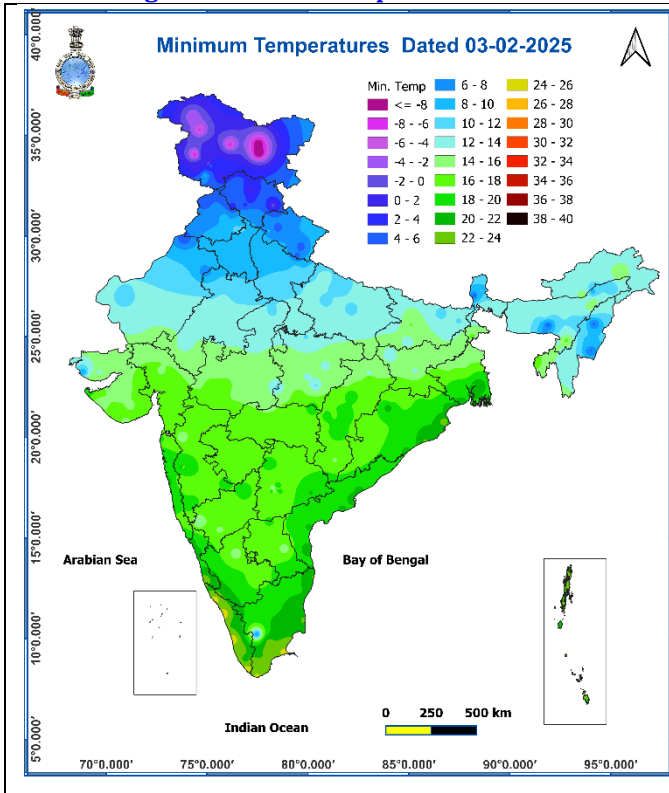 Minimum Temperatures Dated 03-02-2025
Min. Temp
<= -8
-8 - -6
-6 - -4
-4 - -2
-2 - 0
0 - 2
2 - 4
4 - 6
6 - 8
8 - 10
10 - 12
12 - 14
14 - 16
16 - 18
18 - 20
20 - 22
22 - 24
24 - 26
26 - 28
28 - 30
30 - 32
32 - 34
34 - 36
36 - 38
38 - 40
40°0.000'
35°0.000'
30°0.000'
25°0.000'
20°0.000'
15°0.000'
10°0.000'
5°0.000'
Arabian Sea
Bay of Bengal
Indian Ocean
0 250 500 km
70°0.000' 75°0.000' 80°0.000' 85°0.000' 90°0.000' 95°0.000'